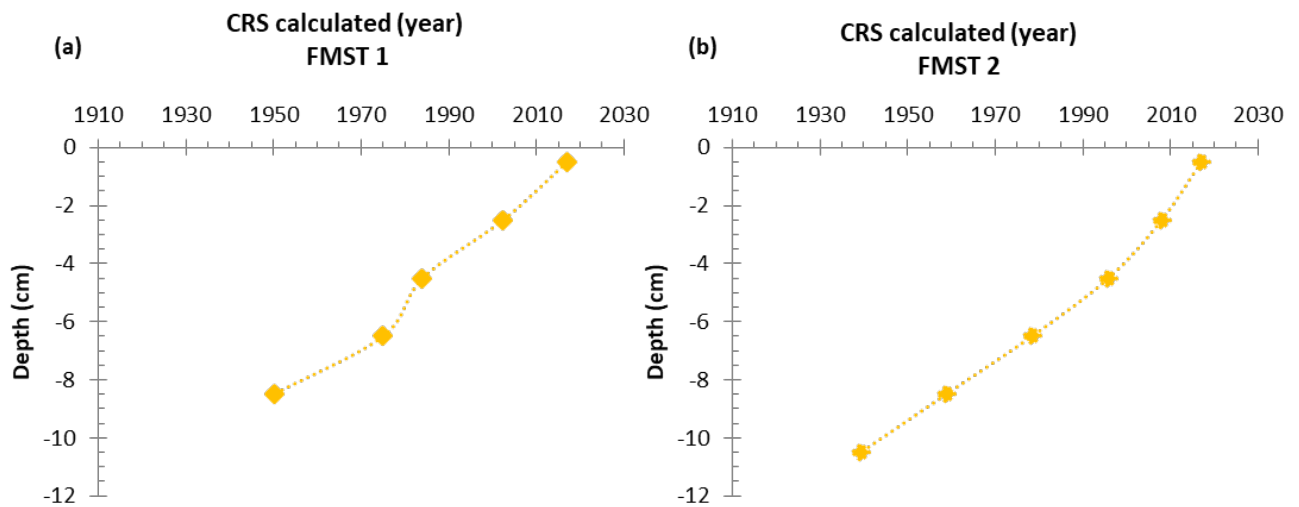 (a)
CRS calculated (year)
FMST 1
1910 1930 1950 1975 1990 2010 2030
0
-2
-4
-6
-8
-10
-12
Depth (cm)
(b)
CRS calculated (year)
FMST 2
1910 1930 1950 1970 1990 2010 2030
0
-2
-4
-6
-8
-10
-12
Depth (cm)